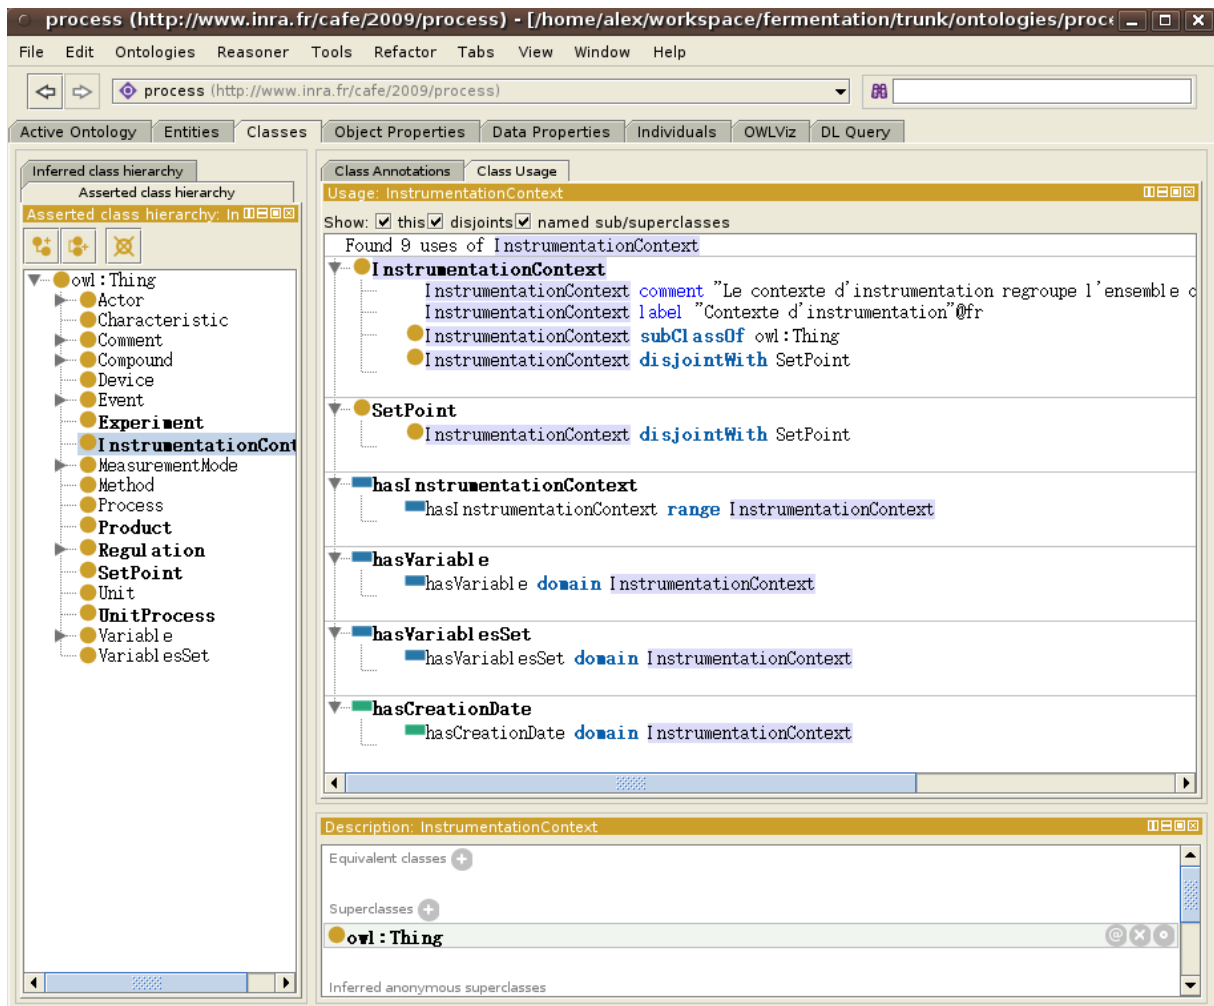 process (http://www.inra.fr/cafe/2009/process) - [/home/alex/workspace/fermentation/trunk/ontologies/proce
File Edit Ontologies Reasoner Tools Refactor Tabs View Window Help
process (http://www.inra.fr/cafe/2009/process)
Active Ontology Entities Classes Object Properties Data Properties Individuals OWLViz DL Query
Inferred class hierarchy
Asserted class hierarchy
Asserted class hierarchy: In
owl:Thing
Actor
Characteristic
Comment
Compound
Device
Event
Experiment
InstrumentationCont
MeasurementMode
Method
Process
Product
Regulation
SetPoint
Unit
UnitProcess
Variable
VariablesSet
Class Annotations Class Usage
Usage: InstrumentationContext
Show: this disjoints named sub/superclasses
Found 9 uses of InstrumentationContext
InstrumentationContext
InstrumentationContext comment "Le contexte d'instrumentation regroupe l'ensemble c
InstrumentationContext label "Contexte d'instrumentation"@fr
InstrumentationContext subClassOf owl:Thing
InstrumentationContext disjointWith SetPoint
SetPoint
InstrumentationContext disjointWith SetPoint
hasInstrumentationContext
hasInstrumentationContext range InstrumentationContext
hasVariable
hasVariable domain InstrumentationContext
hasVariablesSet
hasVariablesSet domain InstrumentationContext
hasCreationDate
hasCreationDate domain InstrumentationContext
Description: InstrumentationContext
Equivalent classes
Superclasses
owl:Thing
Inferred anonymous superclasses